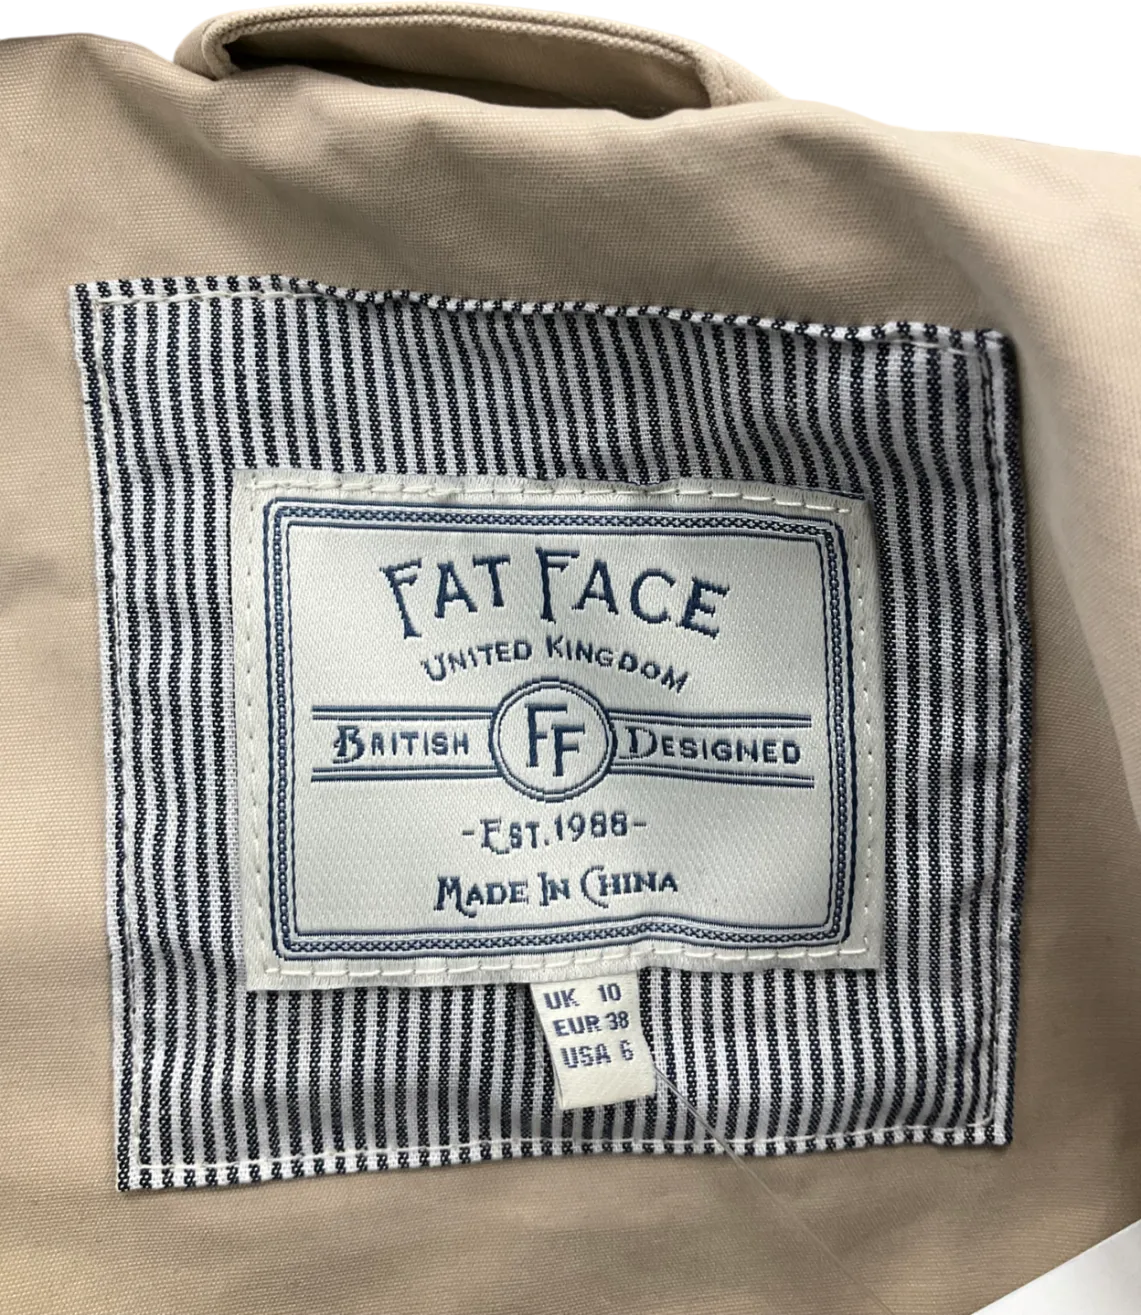 FAT FACE
UNITED KINGDOM
BRITISH FF DESIGNED
-EST.1988-
MADE IN CHINA
UK 10
EUR 38
USA 6